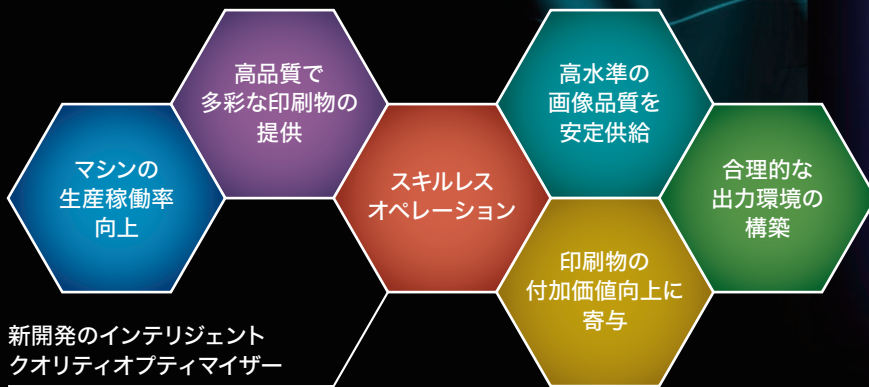 マシンの
生産稼働率
向上
高品質で
多彩な印刷物の
提供
スキルレス
オペレーション
高水準の
画像品質を
安定供給
印刷物の
付加価値向上に
寄与
合理的な
出力環境の
構築
新開発のインテリジェント
クオリティオプティマイザー